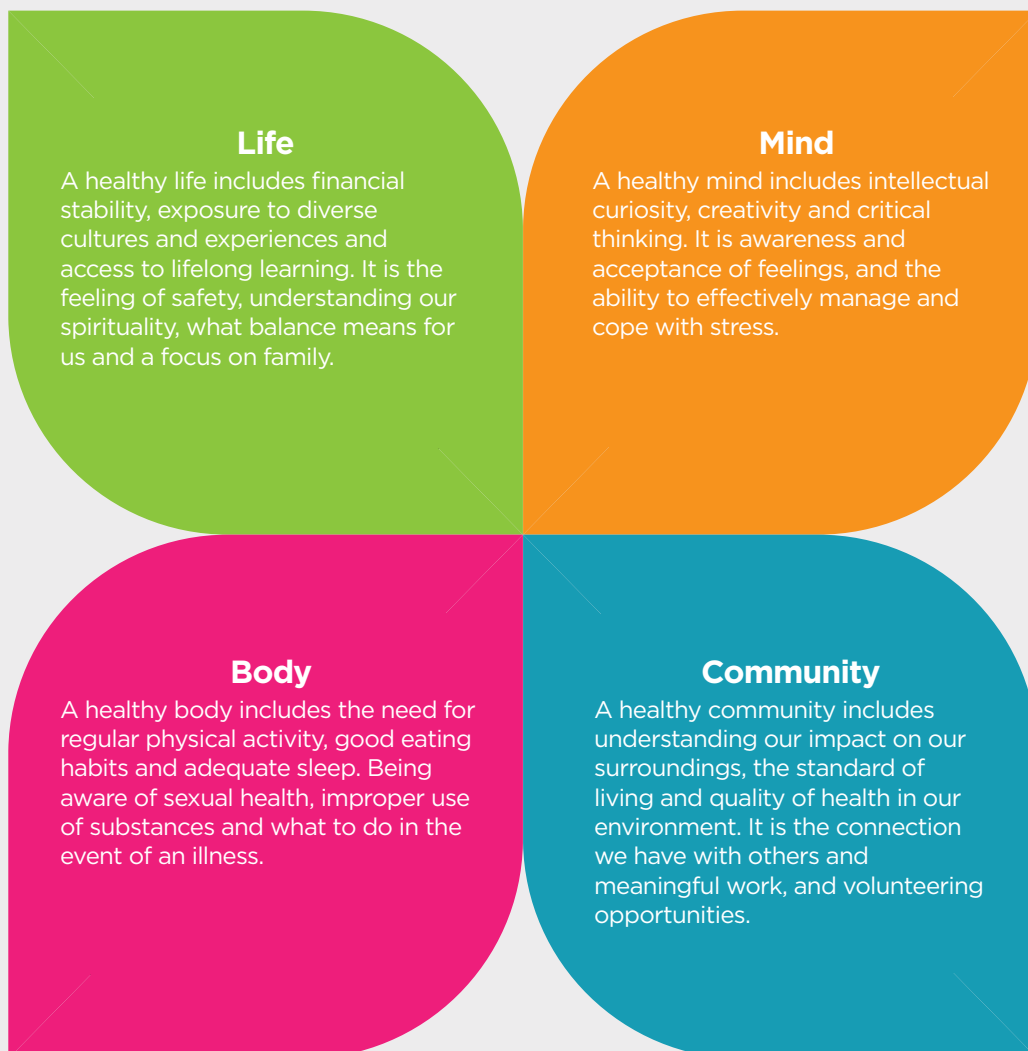 Life
A healthy life includes financial
stability, exposure to diverse
cultures and experiences and
access to lifelong learning. It is the
feeling of safety, understanding our
spirituality, what balance means for
us and a focus on family.
Mind
A healthy mind includes intellectual
curiosity, creativity and critical
thinking. It is awareness and
acceptance of feelings, and the
ability to effectively manage and
cope with stress.
Body
A healthy body includes the need for
regular physical activity, good eating
habits and adequate sleep. Being
aware of sexual health, improper use
of substances and what to do in the
event of an illness.
Community
A healthy community includes
understanding our impact on our
surroundings, the standard of
living and quality of health in our
environment. It is the connection
we have with others and
meaningful work, and volunteering
opportunities.